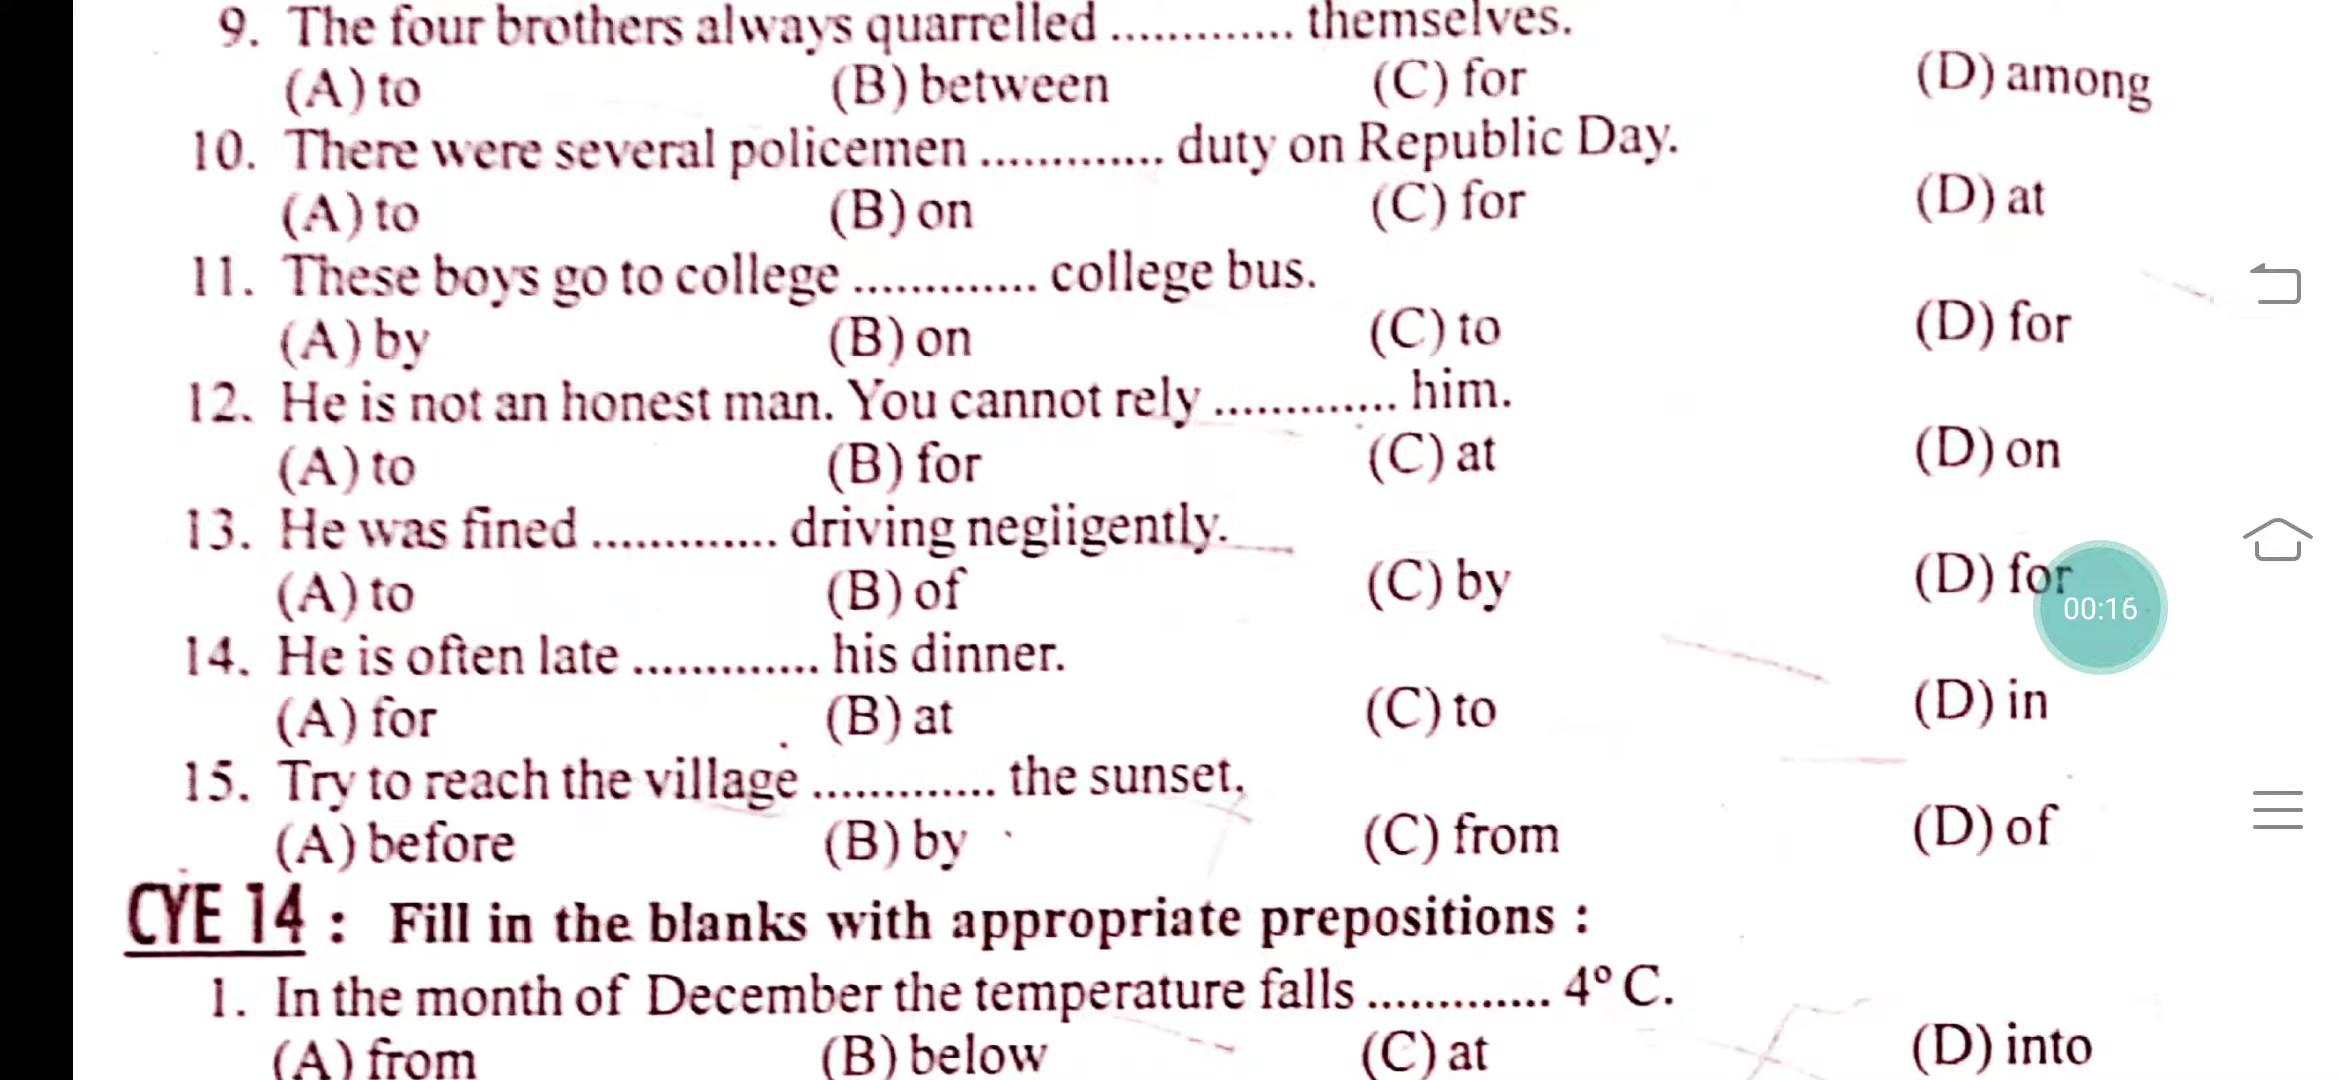 9. The four brothers always quarrelled ............. themselves.
(A) to (B) between (C) for (D) among
10. There were several policemen ............. duty on Republic Day.
(A) to (B) on (C) for (D) at
11. These boys go to college ............. college bus.
(A) by (B) on (C) to (D) for
12. He is not an honest man. You cannot rely ............. him.
(A) to (B) for (C) at (D) on
13. He was fined ............. driving negligently.
(A) to (B) of (C) by (D) for
00:16
14. He is often late ............. his dinner.
(A) for (B) at (C) to (D) in
15. Try to reach the village ............. the sunset.
(A) before (B) by (C) from (D) of
CYE 14 : Fill in the blanks with appropriate prepositions :
1. In the month of December the temperature falls ............. 4° C.
(A) from (B) below (C) at (D) into